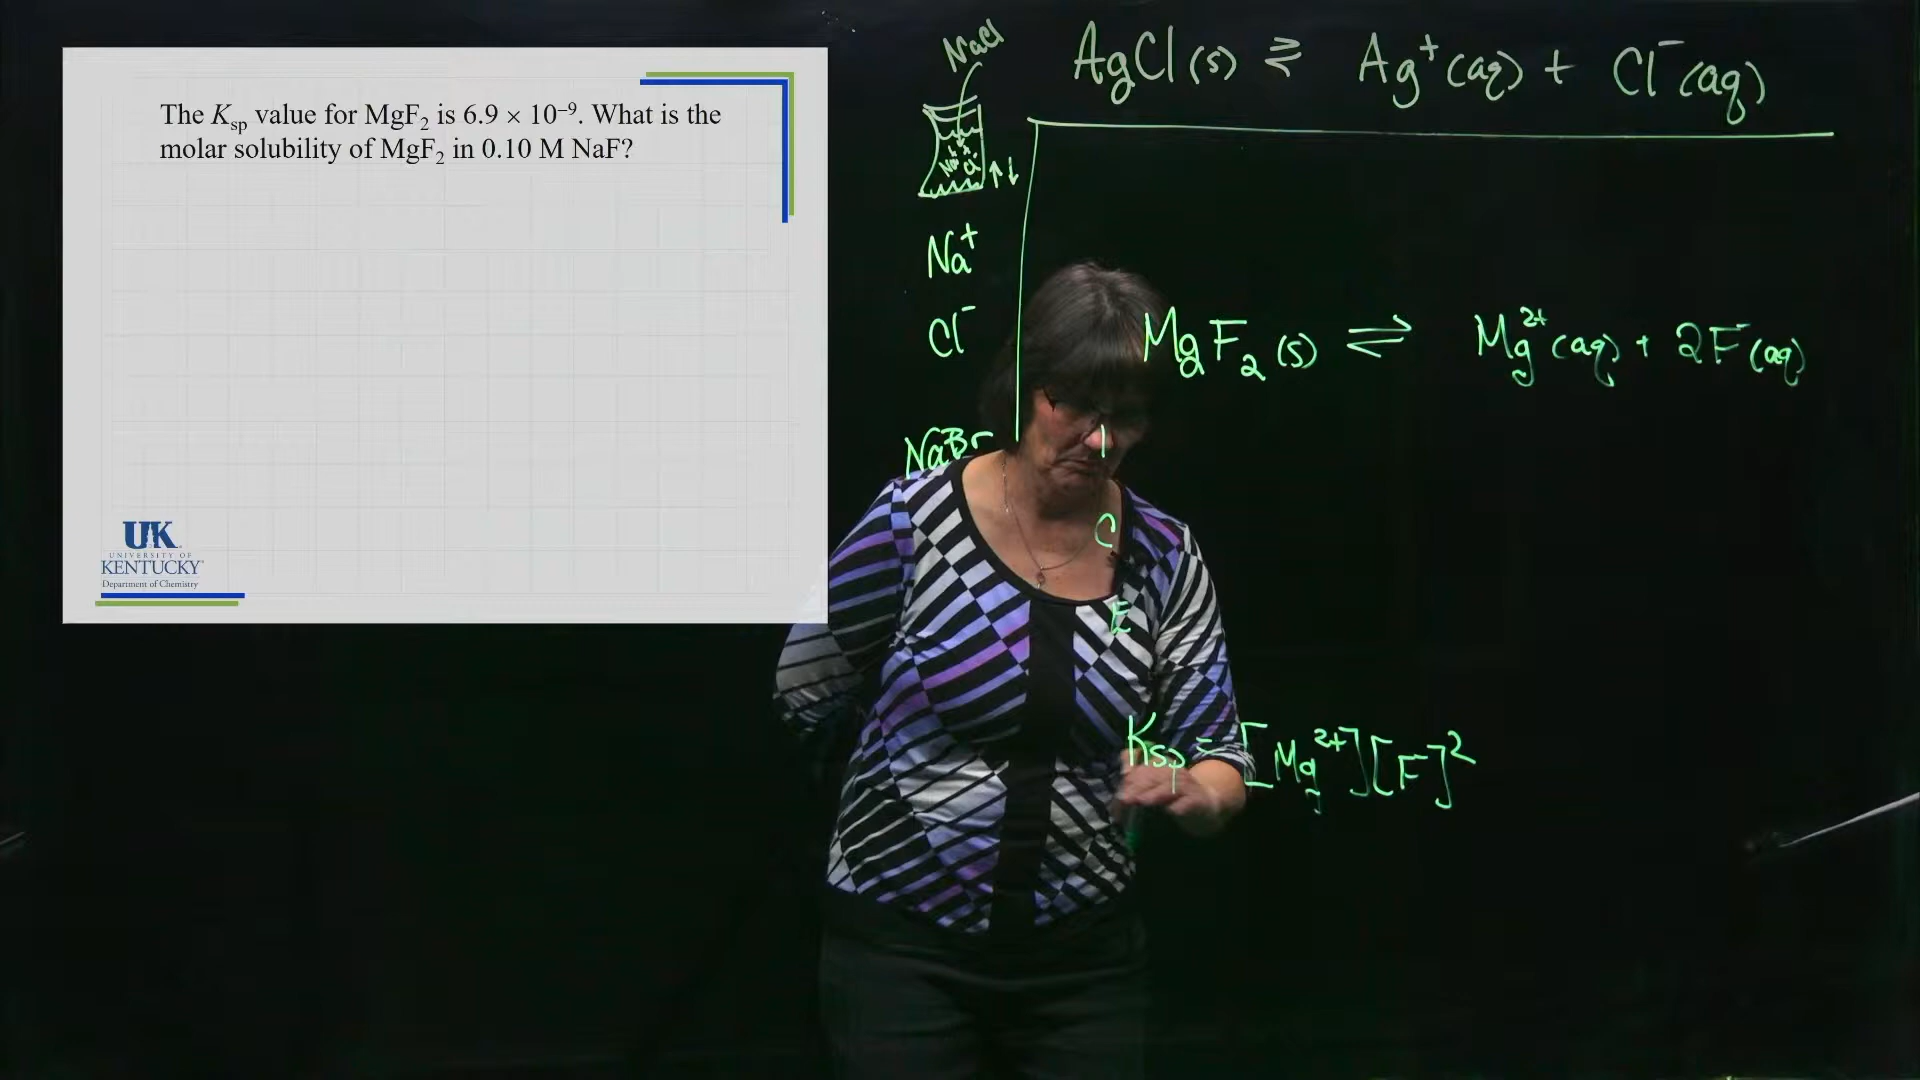 The Ksp value for MgF2 is 6.9 × 10−9. What is the
molar solubility of MgF2 in 0.10 M NaF?
UK
UNIVERSITY OF
KENTUCKY
Department of Chemistry
NaCl
AgCl (s) ⇌ Ag+ (aq) + Cl− (aq)
Na+ Cl− ↑↓
Na+
Cl−
NaBr
MgF2 (s) ⇌ Mg2+ (aq) + 2F− (aq)
I
C
E
Ksp = [Mg2+][F−]2